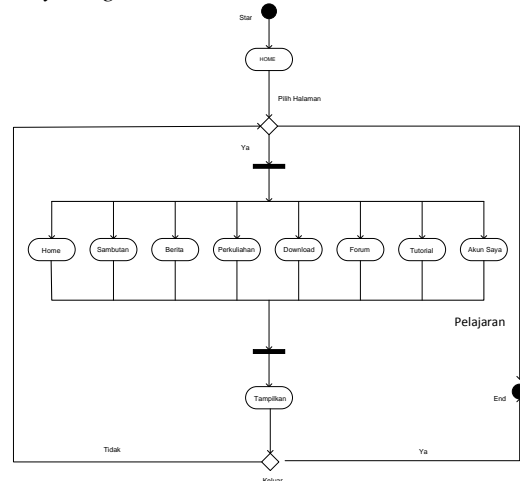 Star
HOME
Pilih Halaman
Ya
Home
Sambutan
Berita
Perkuliahan
Download
Forum
Tutorial
Akun Saya
Pelajaran
Tampilkan
End
Tidak
Ya
Keluar